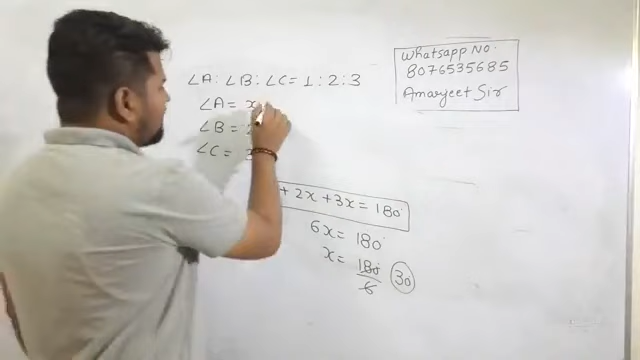 Whatsapp No.
8076535685
Amarjeet Sir
∠A : ∠B : ∠C = 1 : 2 : 3
∠A = x
∠B = 2
∠C = 3
+ 2x + 3x = 180°
6x = 180°
x = 180°/6 30